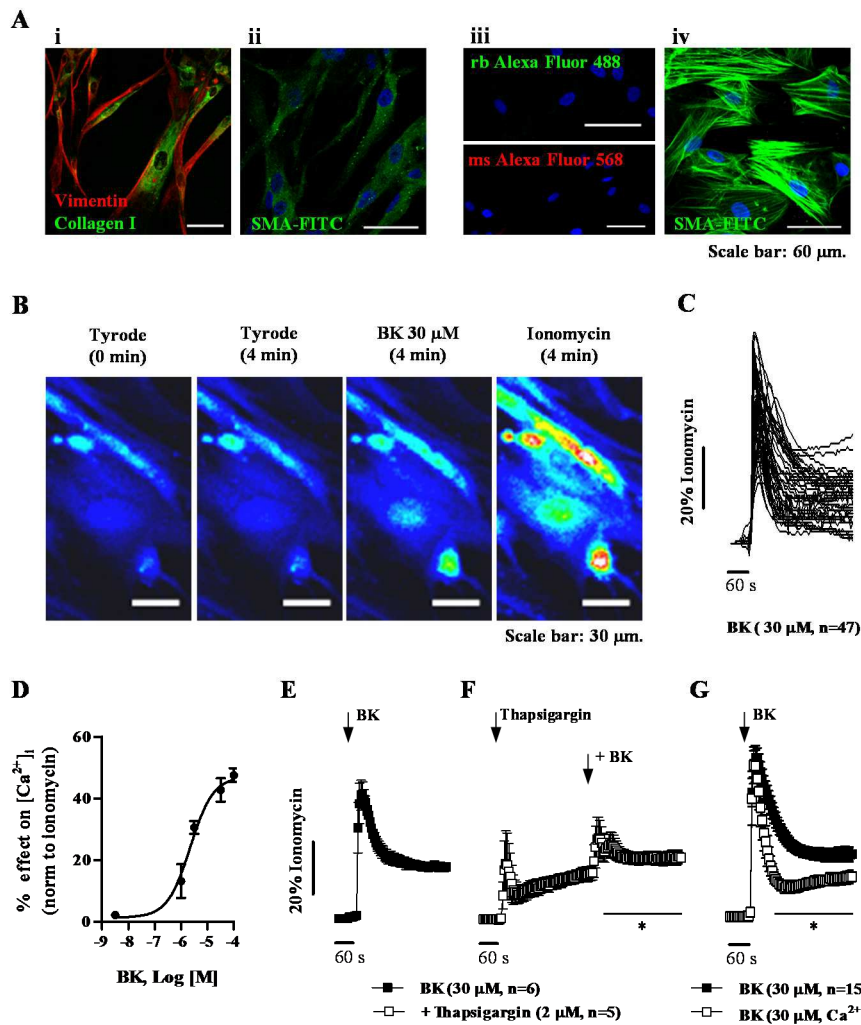 A
i
ii
iii
iv
Vimentin
Collagen I
SMA-FITC
rb Alexa Fluor 488
ms Alexa Fluor 568
SMA-FITC
Scale bar: 60 µm.
B
Tyrode
(0 min)
Tyrode
(4 min)
BK 30 µM
(4 min)
Ionomycin
(4 min)
Scale bar: 30 µm.
C
20% Ionomycin
60 s
BK ( 30 µM, n=47)
D
% effect on [Ca²⁺]i
(norm to ionomycin)
60
40
20
0
-9 -8 -7 -6 -5 -4
BK, Log [M]
E
BK
20% Ionomycin
60 s
F
Thapsigargin
+ BK
*
60 s
BK (30 µM, n=6)
+ Thapsigargin (2 µM, n=5)
G
BK
*
60 s
BK (30 µM, n=15
BK (30 µM, Ca²⁺